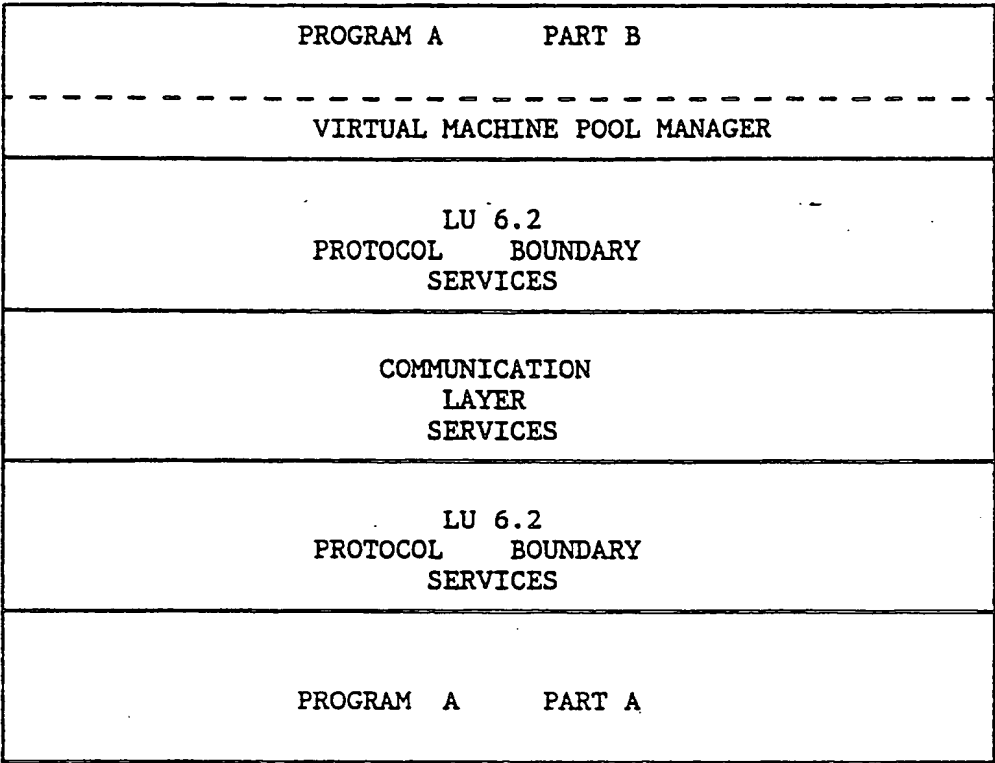 PROGRAM A PART B
VIRTUAL MACHINE POOL MANAGER
LU 6.2
PROTOCOL BOUNDARY
SERVICES
COMMUNICATION
LAYER
SERVICES
LU 6.2
PROTOCOL BOUNDARY
SERVICES
PROGRAM A PART A